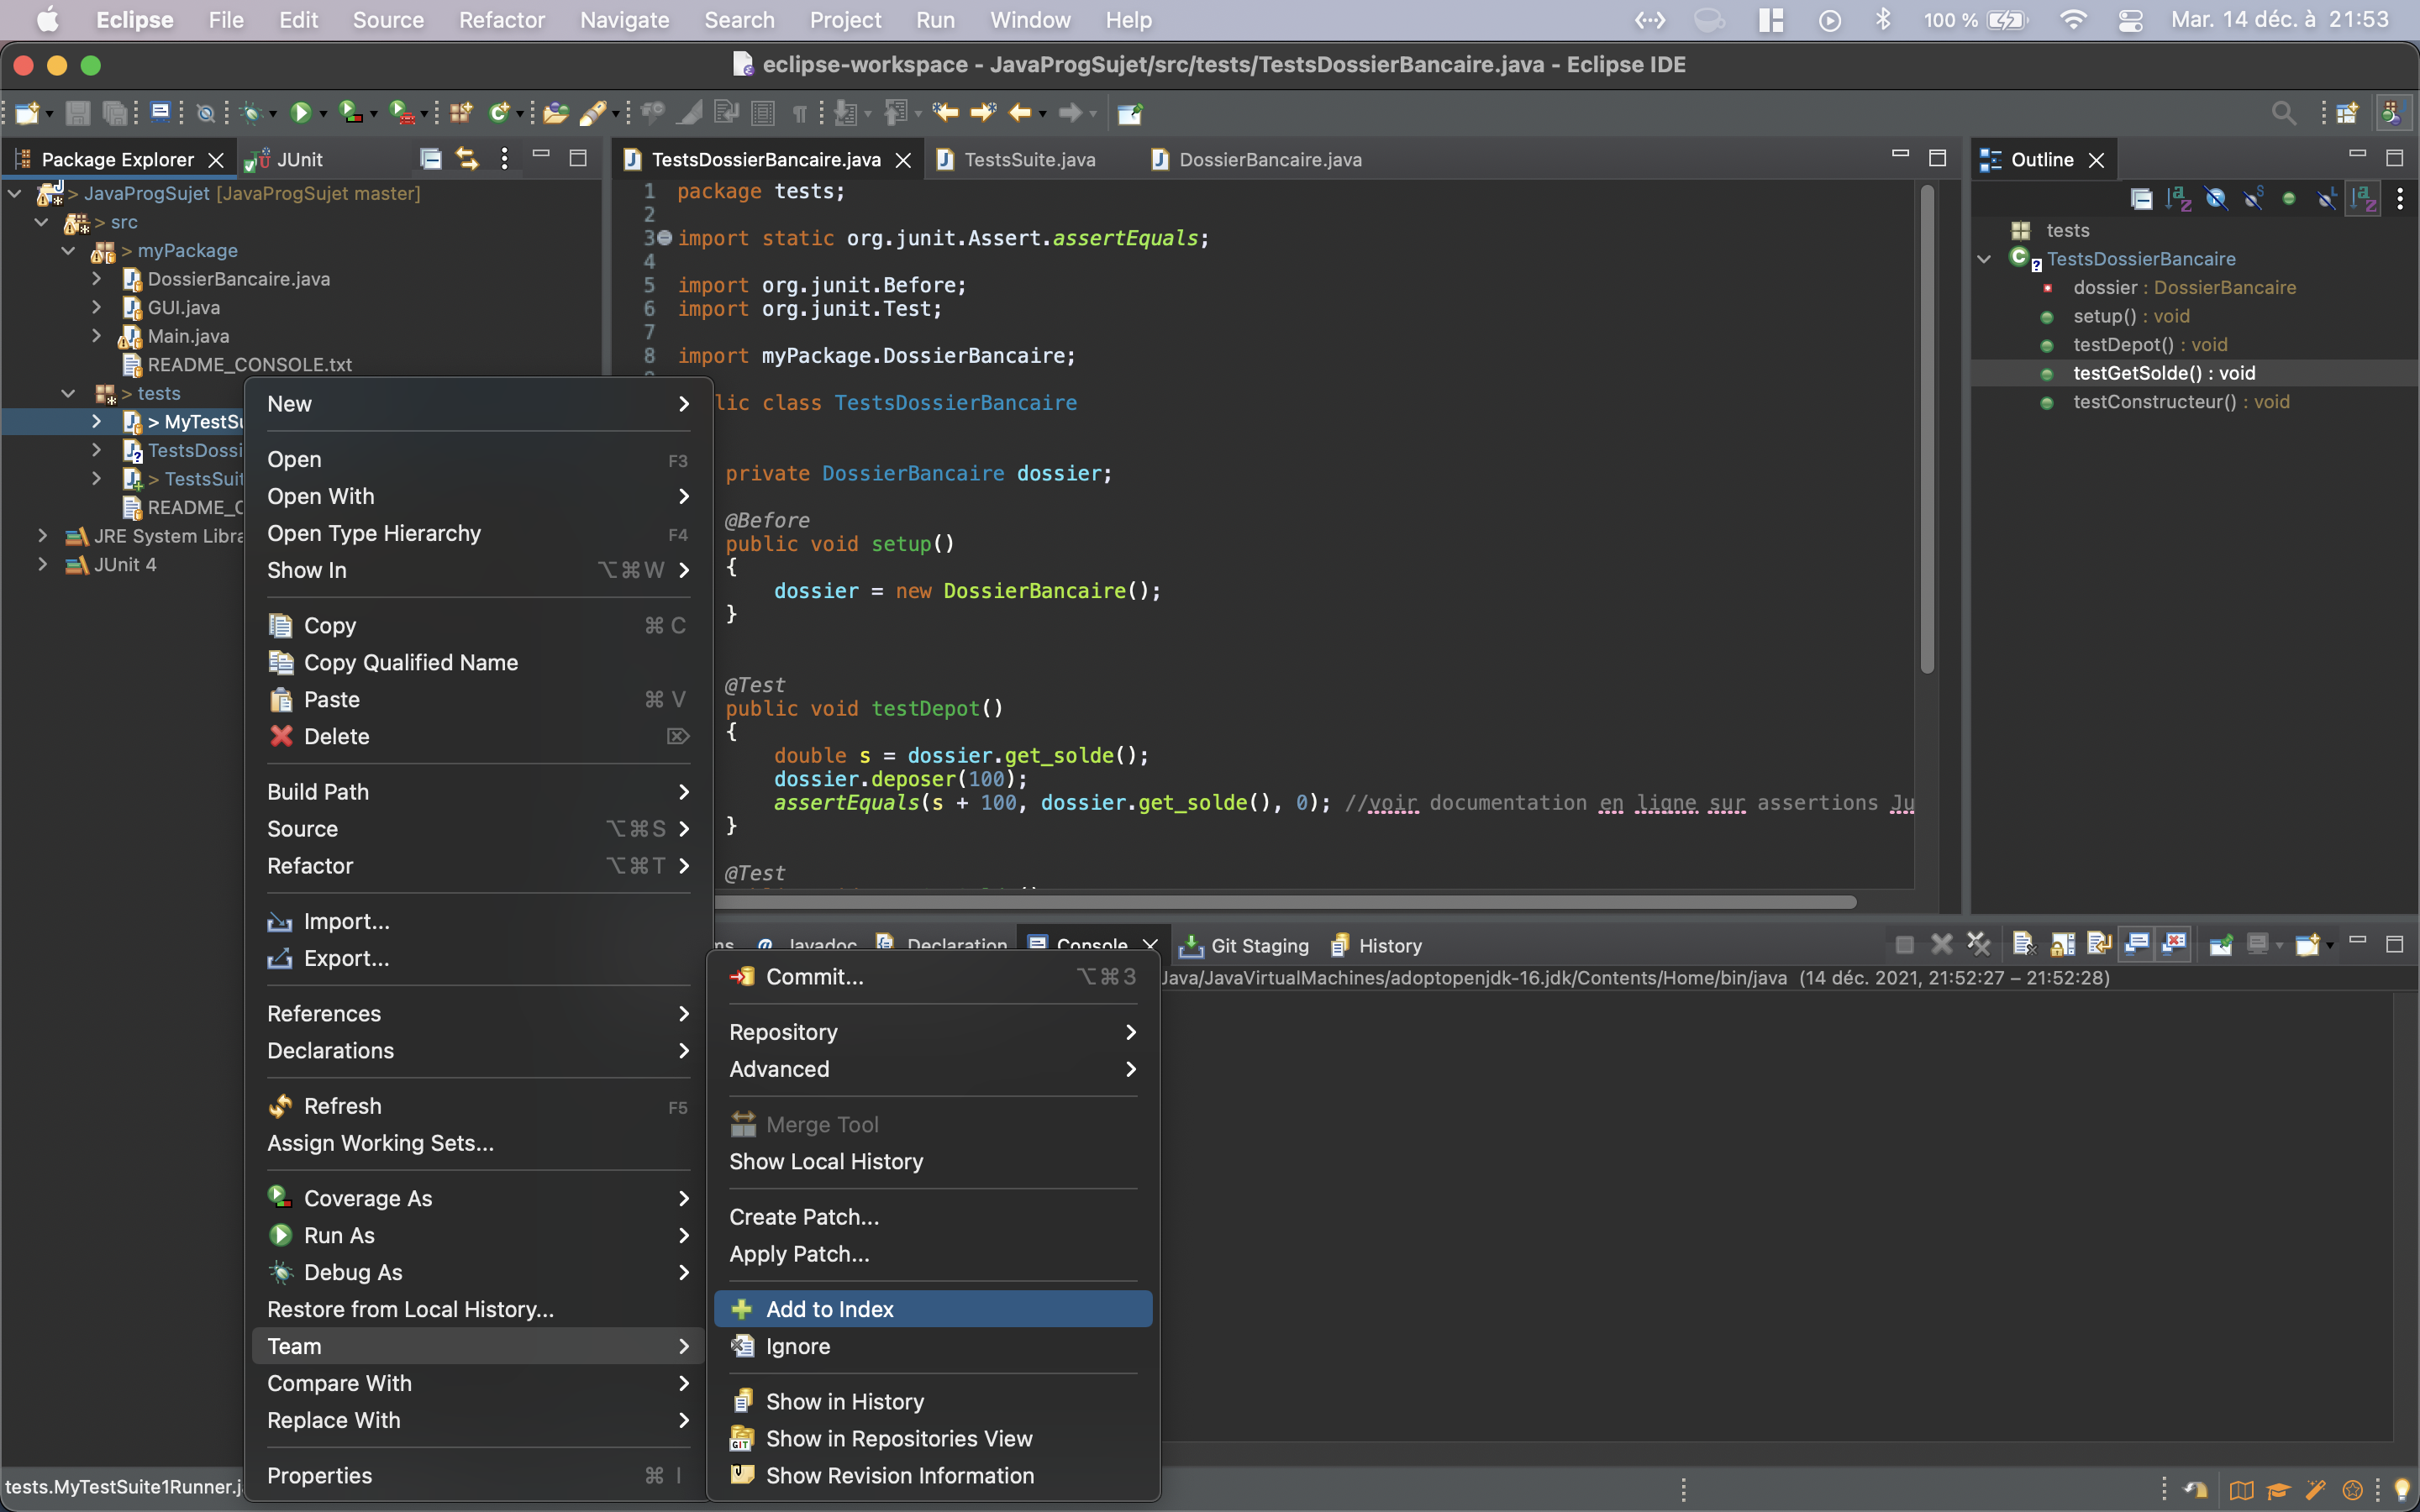 Eclipse File Edit Source Refactor Navigate Search Project Run Window Help 100 % Mar. 14 déc. à 21:53
eclipse-workspace - JavaProgSujet/src/tests/TestsDossierBancaire.java - Eclipse IDE
Package Explorer JUnit
> JavaProgSujet [JavaProgSujet master]
> src
> myPackage
DossierBancaire.java
GUI.java
Main.java
README_CONSOLE.txt
> tests
> MyTestSu
TestsDossi
> TestsSuit
README_C
JRE System Libra
JUnit 4
TestsDossierBancaire.java TestsSuite.java DossierBancaire.java
1 package tests;
2
3 import static org.junit.Assert.assertEquals;
4
5 import org.junit.Before;
6 import org.junit.Test;
7
8 import myPackage.DossierBancaire;
lic class TestsDossierBancaire
private DossierBancaire dossier;
@Before
public void setup()
{
dossier = new DossierBancaire();
}
@Test
public void testDepot()
{
double s = dossier.get_solde();
dossier.deposer(100);
assertEquals(s + 100, dossier.get_solde(), 0); //voir documentation en ligne sur assertions Ju
}
@Test
Outline
tests
TestsDossierBancaire
dossier : DossierBancaire
setup() : void
testDepot() : void
testGetSolde() : void
testConstructeur() : void
New
Open F3
Open With
Open Type Hierarchy F4
Show In ⌥⌘W
Copy ⌘ C
Copy Qualified Name
Paste ⌘ V
Delete ⌦
Build Path
Source ⌥⌘S
Refactor ⌥⌘T
Import...
Export...
References
Declarations
Refresh F5
Assign Working Sets...
Coverage As
Run As
Debug As
Restore from Local History...
Team
Compare With
Replace With
Properties ⌘ I
ms Javadoc Declaration Console Git Staging History
Java/JavaVirtualMachines/adoptopenjdk-16.jdk/Contents/Home/bin/java (14 déc. 2021, 21:52:27 – 21:52:28)
Commit... ⌥⌘3
Repository
Advanced
Merge Tool
Show Local History
Create Patch...
Apply Patch...
Add to Index
Ignore
Show in History
GIT Show in Repositories View
Show Revision Information
tests.MyTestSuite1Runner.j